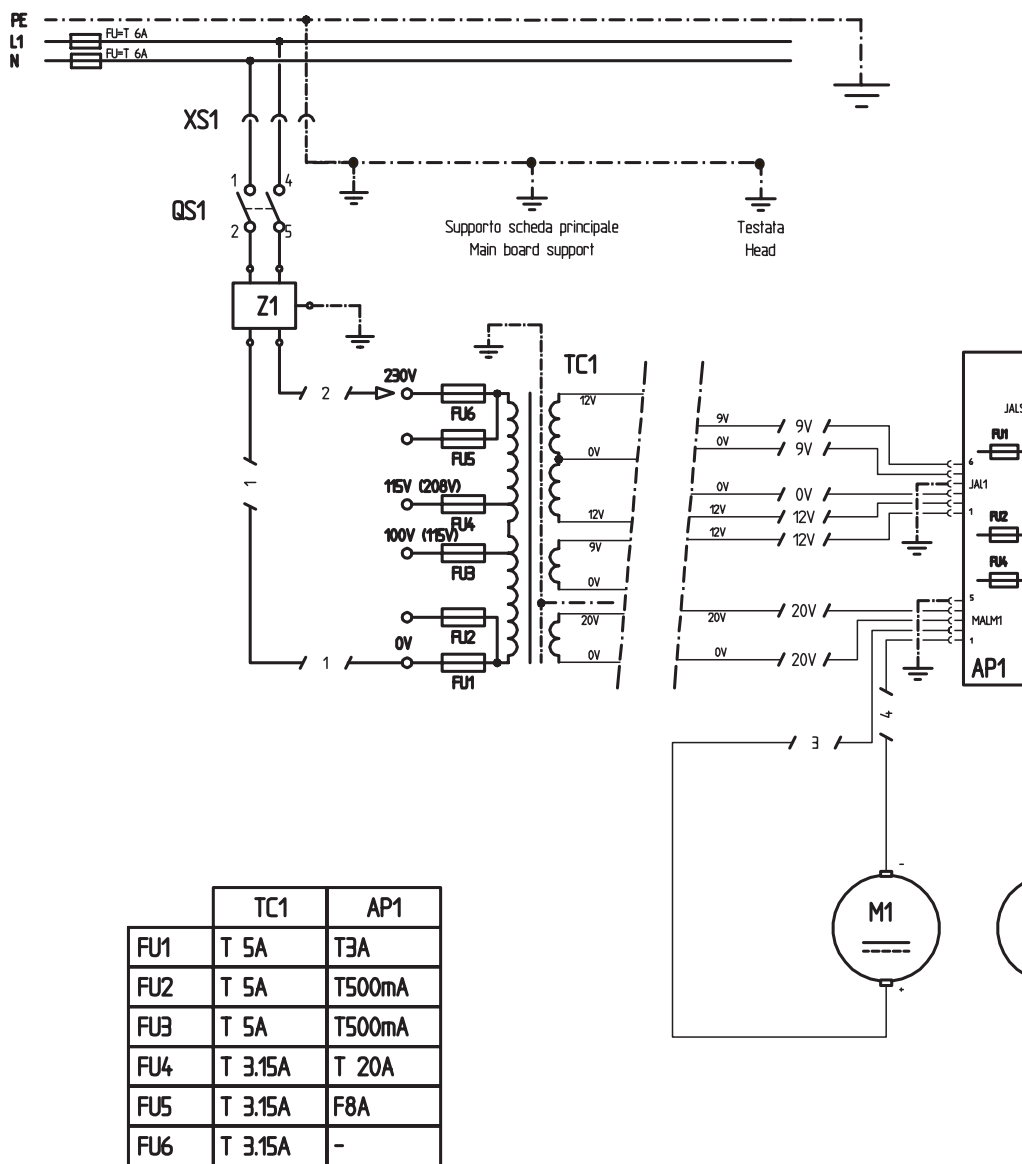 PE
L1 FU=T 6A
N FU=T 6A
XS1
1 4
QS1
2 5
Supporto scheda principale
Main board support
Testata
Head
Z1
TC1
2
230V
FU6
FU5
115V (208V)
FU4
100V (115V)
FU3
FU2
0V
FU1
1
1
12V
0V
12V
9V
0V
20V
0V
9V 9V
0V 9V
0V 0V
12V 12V
12V 12V
20V 20V
0V 20V
JAL5
FU1
6
JAL1
1
FU2
FU4
5
MALM1
1
AP1
4
3
-
M1
+
TC1 AP1
FU1 T 5A T3A
FU2 T 5A T500mA
FU3 T 5A T500mA
FU4 T 3.15A T 20A
FU5 T 3.15A F8A
FU6 T 3.15A -